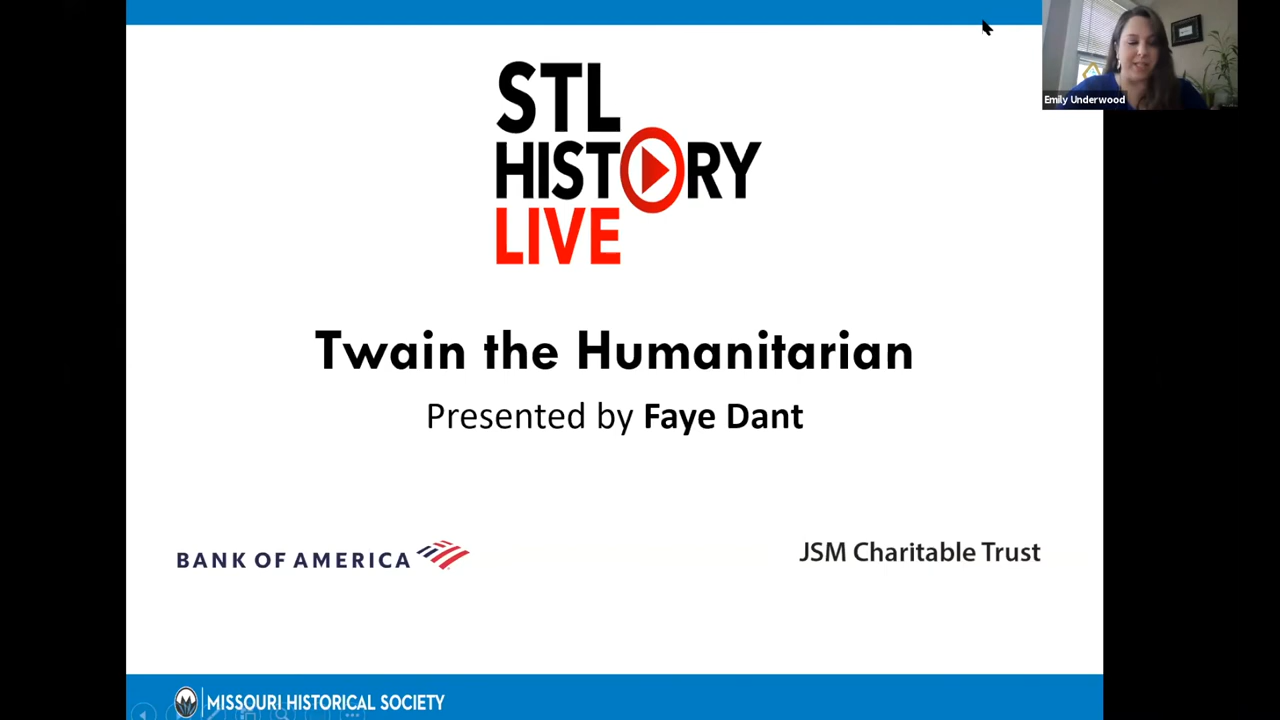 STL
HISTORY
LIVE
Emily Underwood
Twain the Humanitarian
Presented by Faye Dant
BANK OF AMERICA
JSM Charitable Trust
MISSOURI HISTORICAL SOCIETY